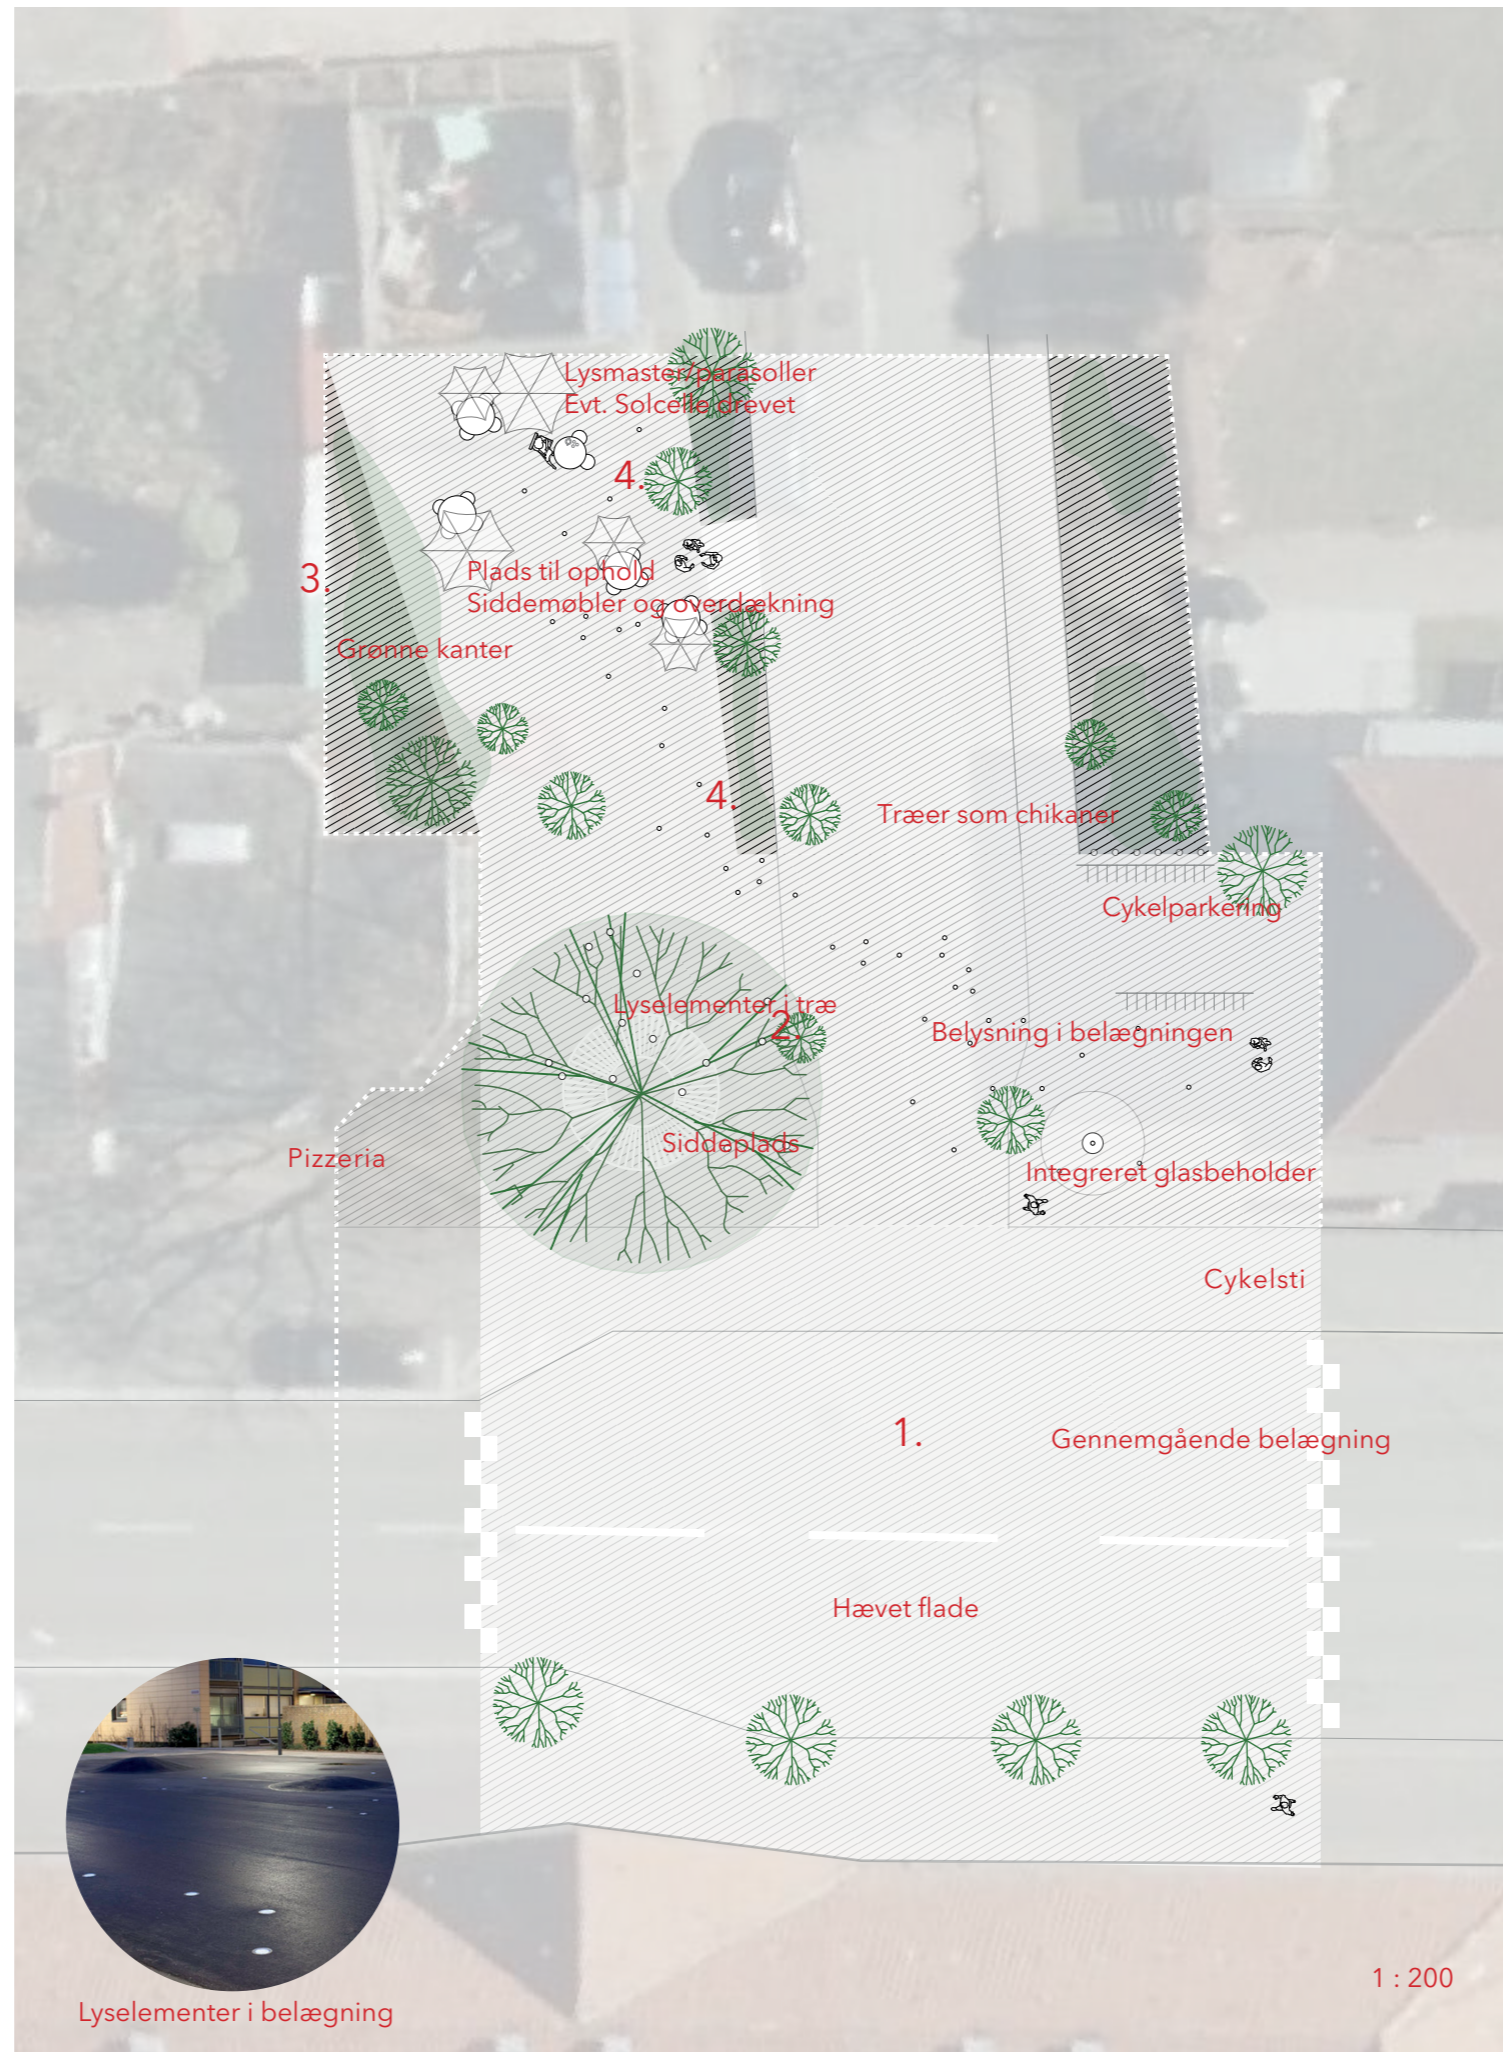 Lysmaster/parasoller
Evt. Solcelle drevet
4.
3.
Plads til ophold
Siddemøbler og overdækning
Grønne kanter
4.
Træer som chikaner
Cykelparkering
Lyselementer i træ
2.
Belysning i belægningen
Siddeplads
Pizzeria
Integreret glasbeholder
Cykelsti
1.
Gennemgående belægning
Hævet flade
1 : 200
Lyselementer i belægning